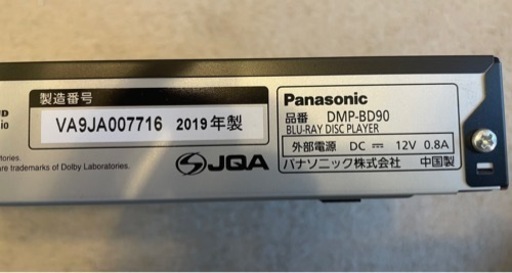 製造番号
VA9JA007716 2019年製
JQA
are trademarks of Dolby Laboratories.
Panasonic
品番 DMP-BD90
BLU-RAY DISC PLAYER
外部電源 DC ⎓ 12V 0.8A
パナソニック株式会社 中国製